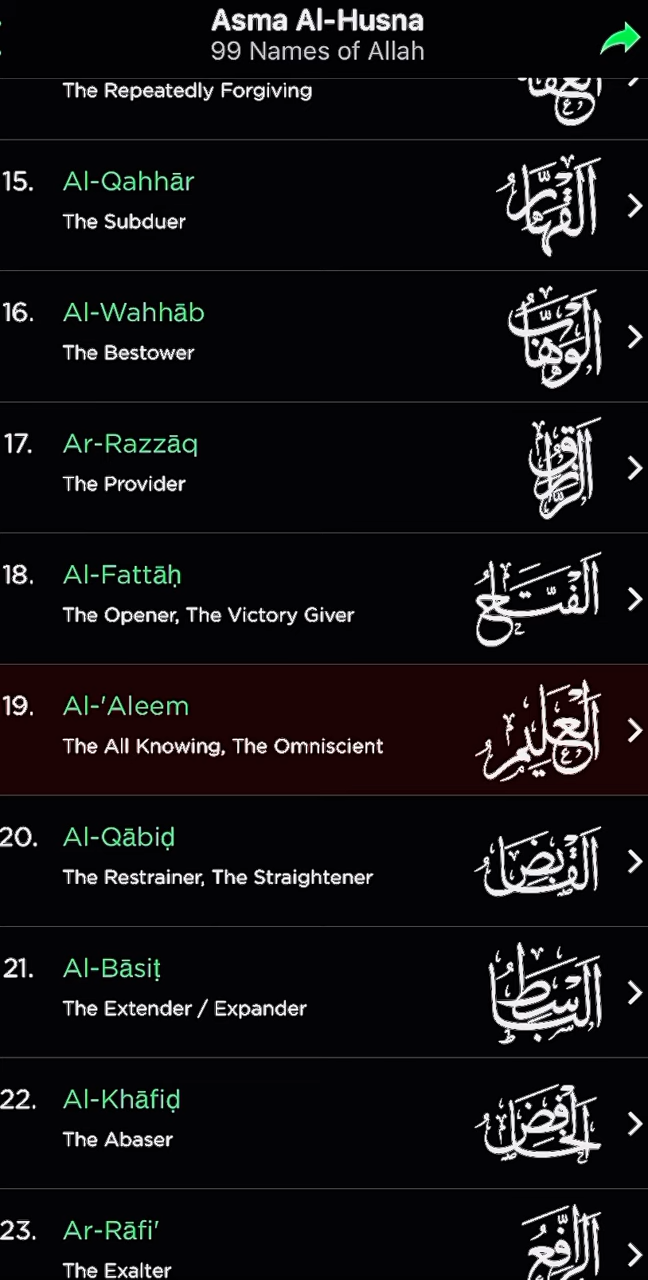 Asma Al-Husna
99 Names of Allah
The Repeatedly Forgiving
15. Al-Qahhār القهار
The Subduer
16. Al-Wahhāb الوهاب
The Bestower
17. Ar-Razzāq الرزاق
The Provider
18. Al-Fattāḥ الفتاح
The Opener, The Victory Giver
19. Al-'Aleem العليم
The All Knowing, The Omniscient
20. Al-Qābiḍ القابض
The Restrainer, The Straightener
21. Al-Bāsiṭ الباسط
The Extender / Expander
22. Al-Khāfiḍ الخافض
The Abaser
23. Ar-Rāfi' الرافع
The Exalter